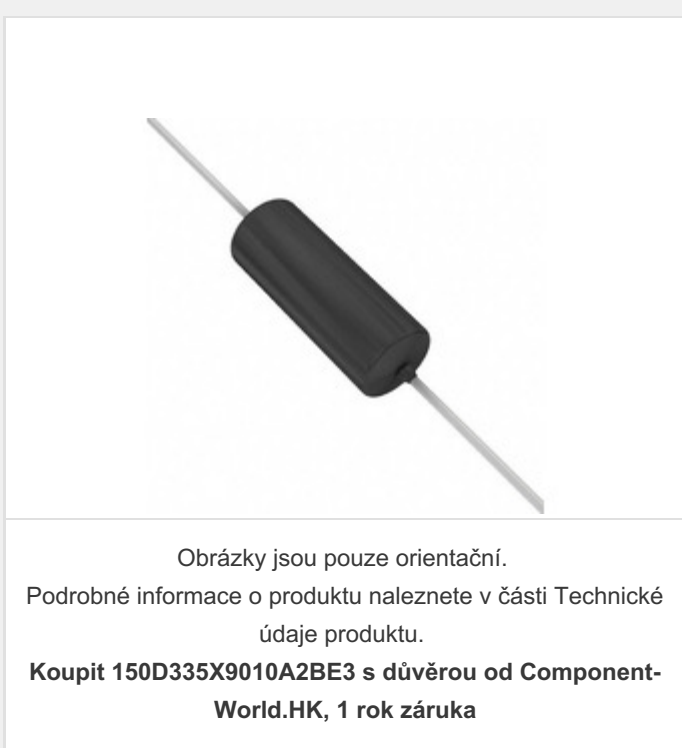 Obrázky jsou pouze orientační.
Podrobné informace o produktu naleznete v části Technické
údaje produktu.
Koupit 150D335X9010A2BE3 s důvěrou od Component-
World.HK, 1 rok záruka